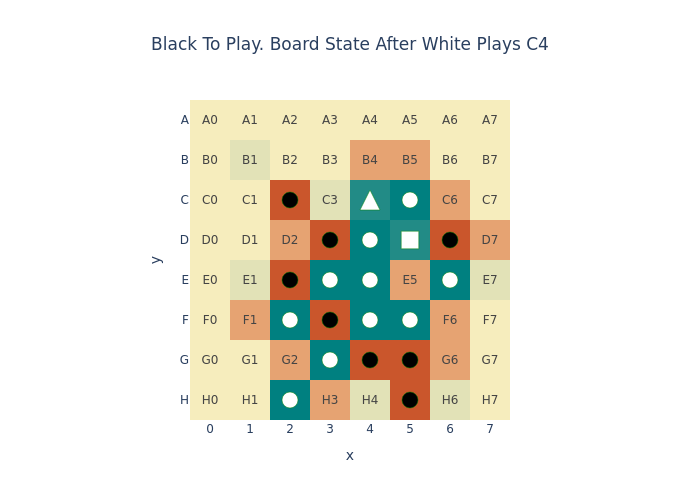 Black To Play. Board State After White Plays C4
A A0 A1 A2 A3 A4 A5 A6 A7
B B0 B1 B2 B3 B4 B5 B6 B7
C C0 C1 C3 C6 C7
D D0 D1 D2 D7
E E0 E1 E5 E7
F F0 F1 F6 F7
G G0 G1 G2 G6 G7
H H0 H1 H3 H4 H6 H7
0 1 2 3 4 5 6 7
x
y